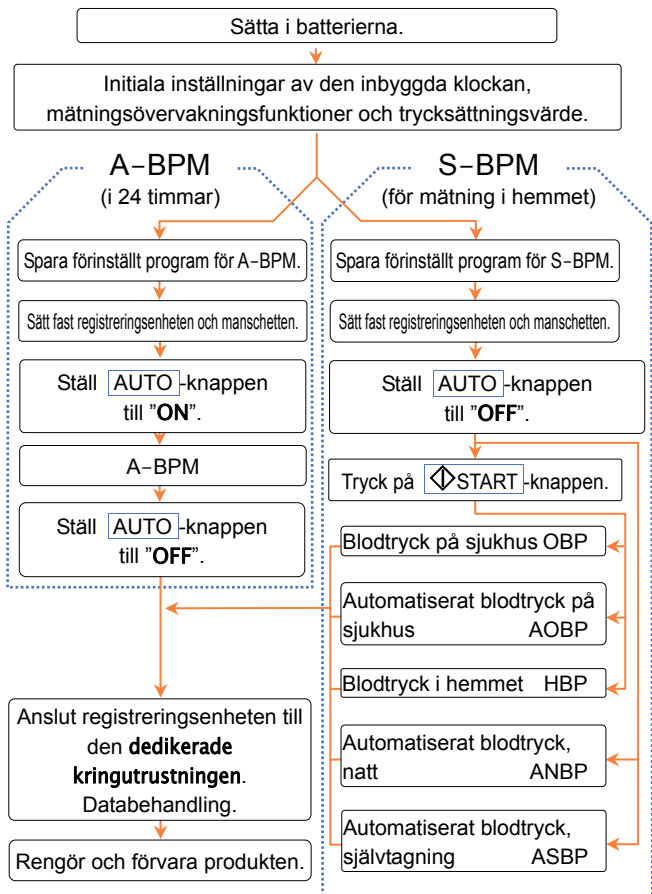 Sätta i batterierna.
Initiala inställningar av den inbyggda klockan,
mätningsövervakningsfunktioner och trycksättningsvärde.
A-BPM
(i 24 timmar)
Spara förinställt program för A-BPM.
Sätt fast registreringsenheten och manschetten.
Ställ AUTO -knappen
till ”ON”.
A-BPM
Ställ AUTO -knappen
till ”OFF”.
S-BPM
(för mätning i hemmet)
Spara förinställt program för S-BPM.
Sätt fast registreringsenheten och manschetten.
Ställ AUTO -knappen
till ”OFF”.
Tryck på START -knappen.
Blodtryck på sjukhus OBP
Automatiserat blodtryck på
sjukhus AOBP
Blodtryck i hemmet HBP
Automatiserat blodtryck,
natt ANBP
Automatiserat blodtryck,
självtagning ASBP
Anslut registreringsenheten till
den dedikerade
kringutrustningen.
Databehandling.
Rengör och förvara produkten.